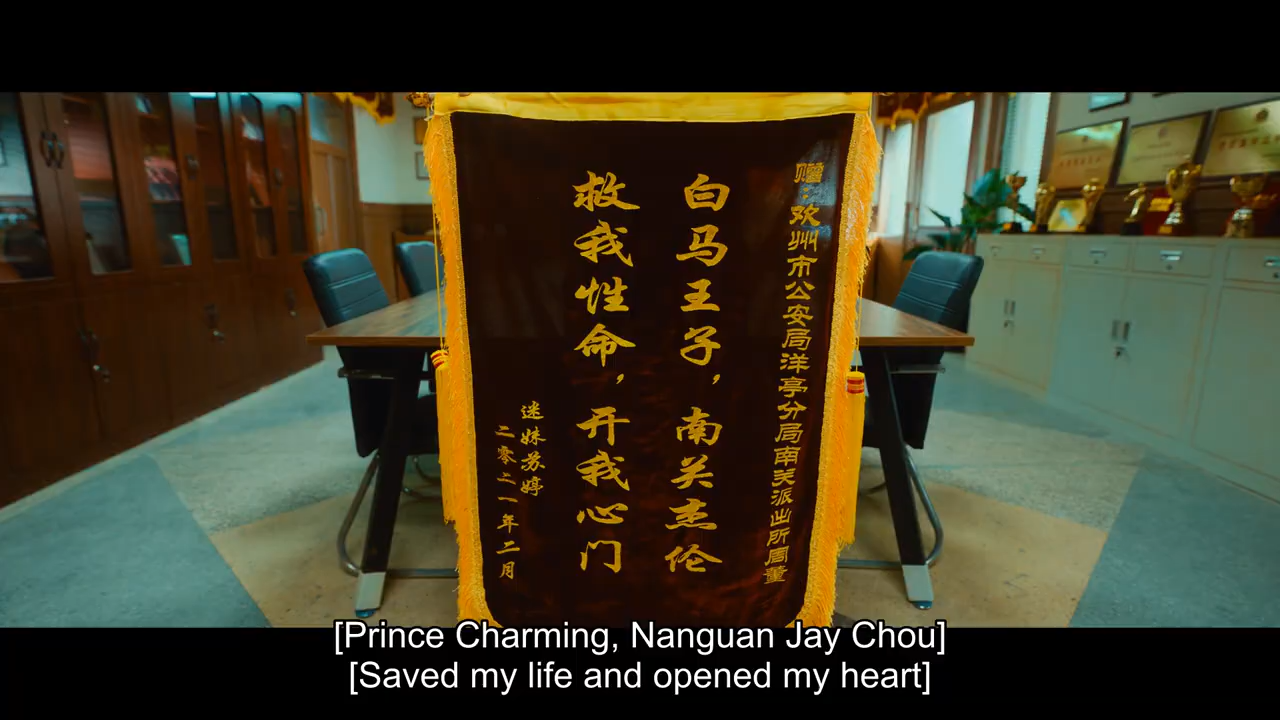 赠：欢州市公安局洋亭分局南关派出所周董
白马王子，南关杰伦
救我性命，开我心门
迷妹苏婷
二零二一年二月
[Prince Charming, Nanguan Jay Chou]
[Saved my life and opened my heart]